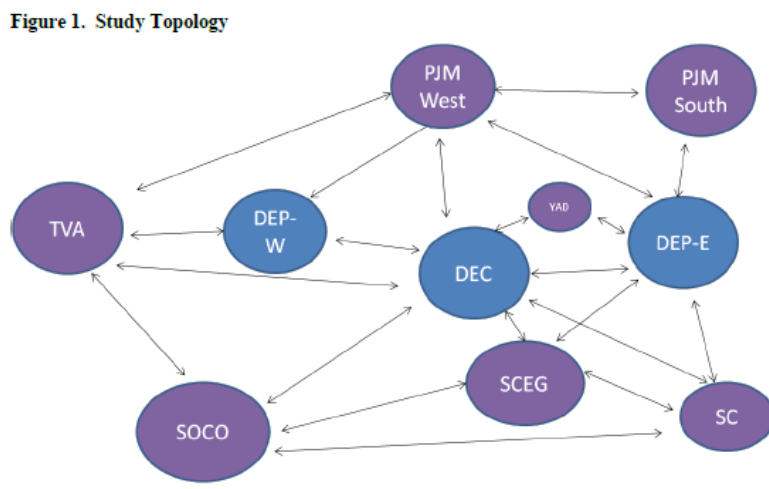 Figure 1. Study Topology
PJM
West
PJM
South
YAD
TVA
DEP-
W
DEP-E
DEC
SCEG
SC
SOCO